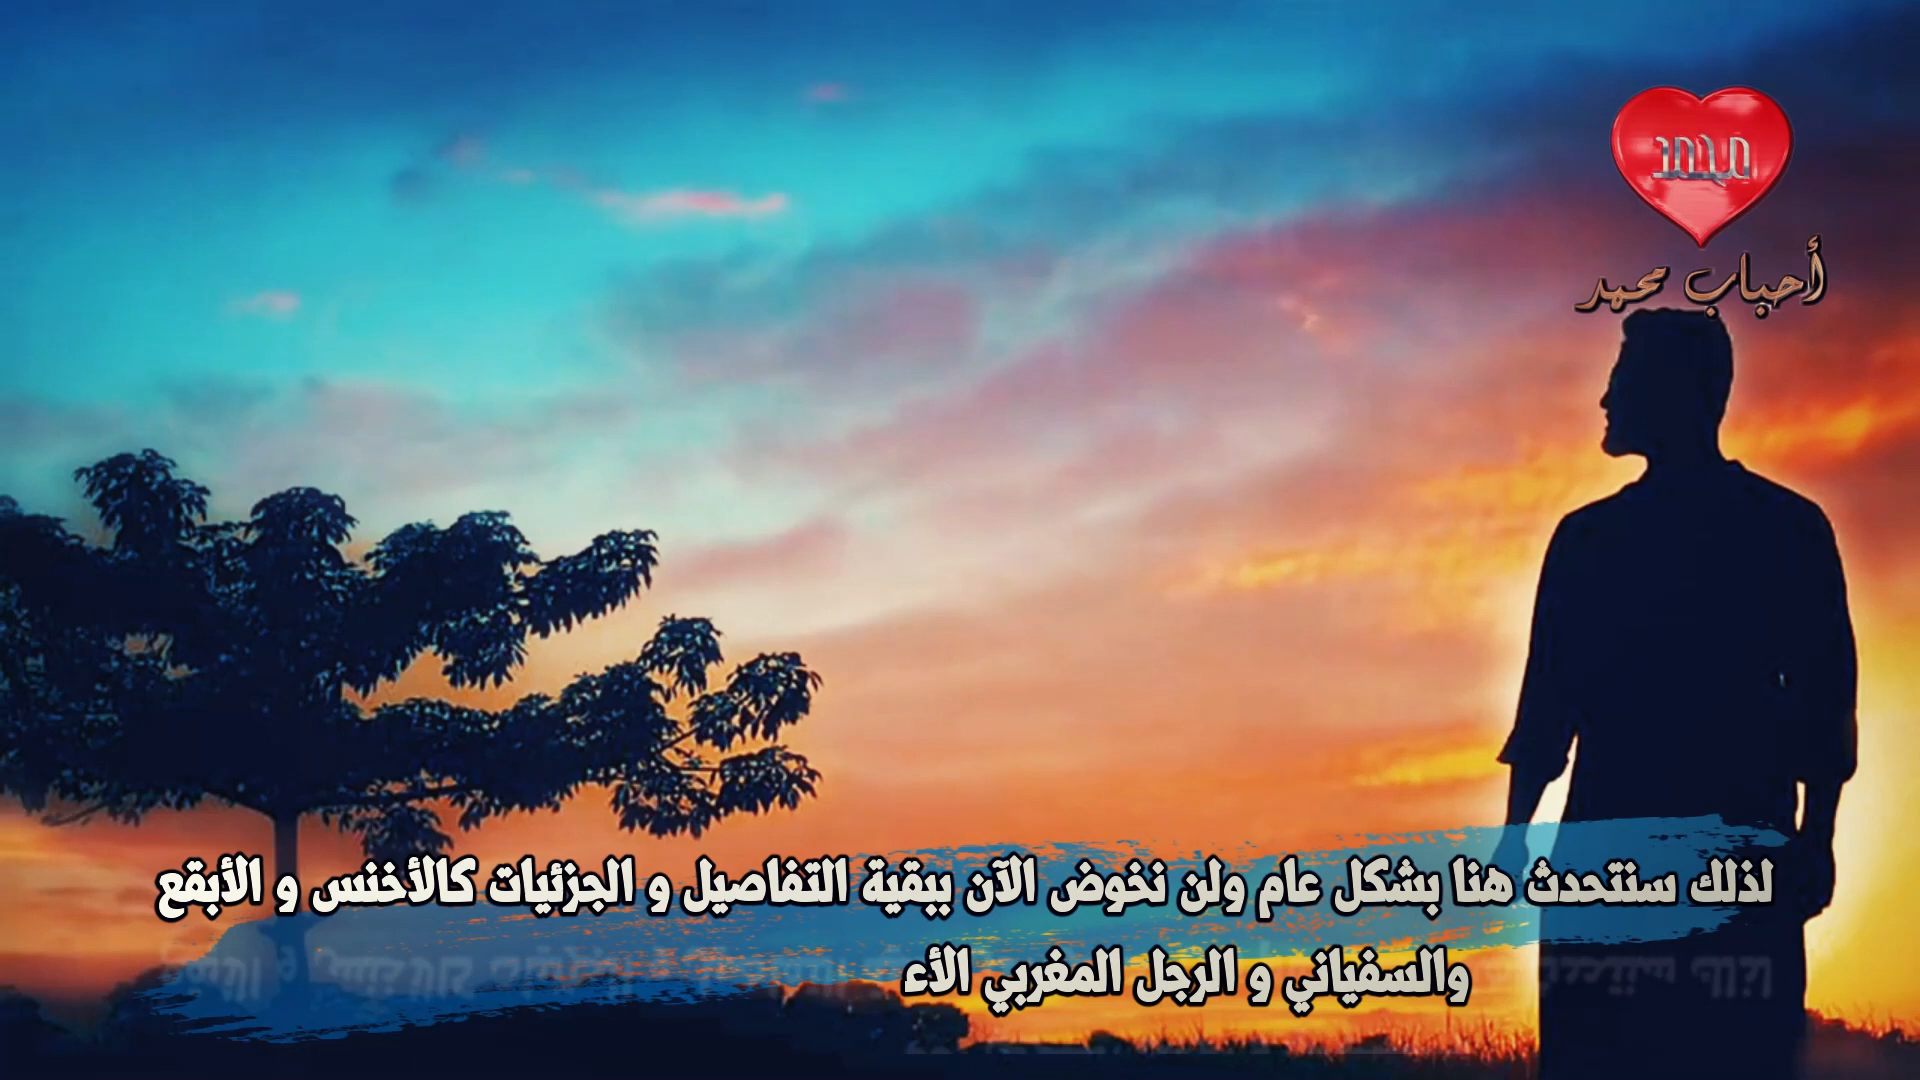 محمد
أحباب محمد
لذلك سنتحدث هنا بشكل عام ولن نخوض الآن ببقية التفاصيل و الجزئيات كالأخنس و الأبقع
والسفياني و الرجل المغربي الأء